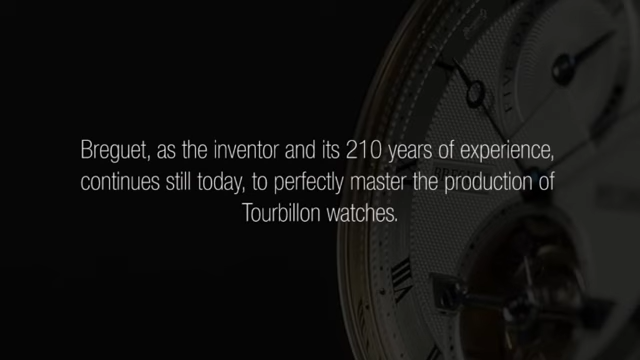 Breguet, as the inventor and its 210 years of experience,
continues still today, to perfectly master the production of
Tourbillon watches.
BREGUET